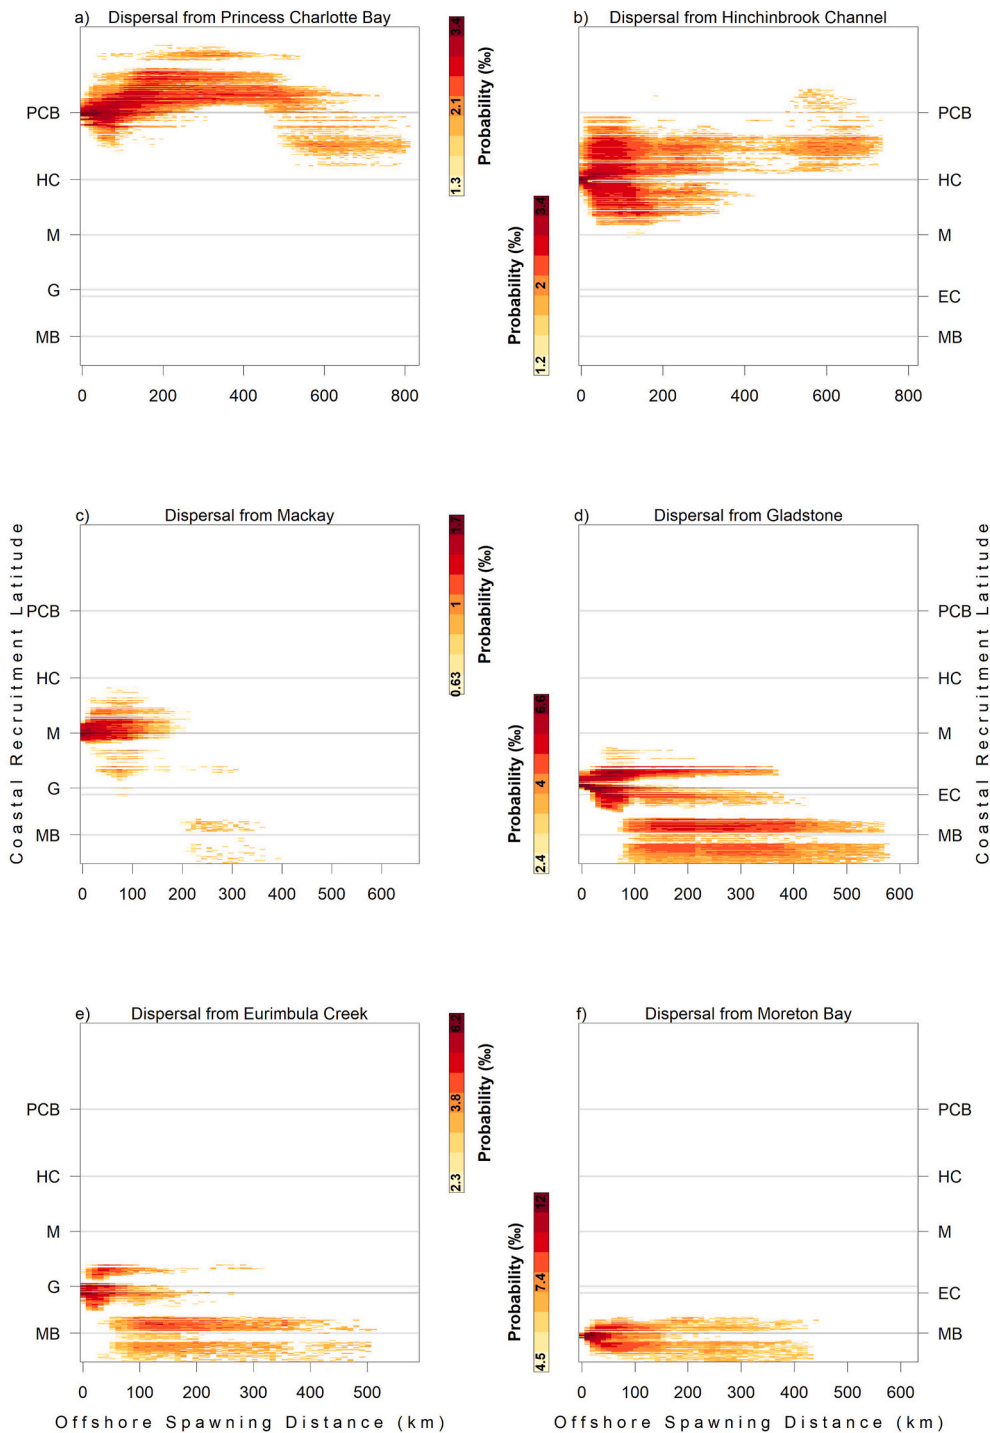 a) Dispersal from Princess Charlotte Bay
PCB
HC
M
G
MB
0 200 400 600 800
3.4
2.1
1.3
Probability (‰)
b) Dispersal from Hinchinbrook Channel
3.4
2
1.2
Probability (‰)
PCB
HC
M
EC
MB
0 200 400 600 800
c) Dispersal from Mackay
Coastal Recruitment Latitude
PCB
HC
M
G
MB
0 100 200 300 400 500 600
1.7
1
0.63
Probability (‰)
d) Dispersal from Gladstone
6.6
4
2.4
Probability (‰)
PCB
HC
M
EC
MB
Coastal Recruitment Latitude
0 100 200 300 400 500 600
e) Dispersal from Eurimbula Creek
PCB
HC
M
G
MB
0 100 200 300 400 500
Offshore Spawning Distance (km)
6.2
3.8
2.3
Probability (‰)
f) Dispersal from Moreton Bay
12
7.4
4.5
Probability (‰)
PCB
HC
M
EC
MB
0 100 200 300 400 500 600
Offshore Spawning Distance (km)